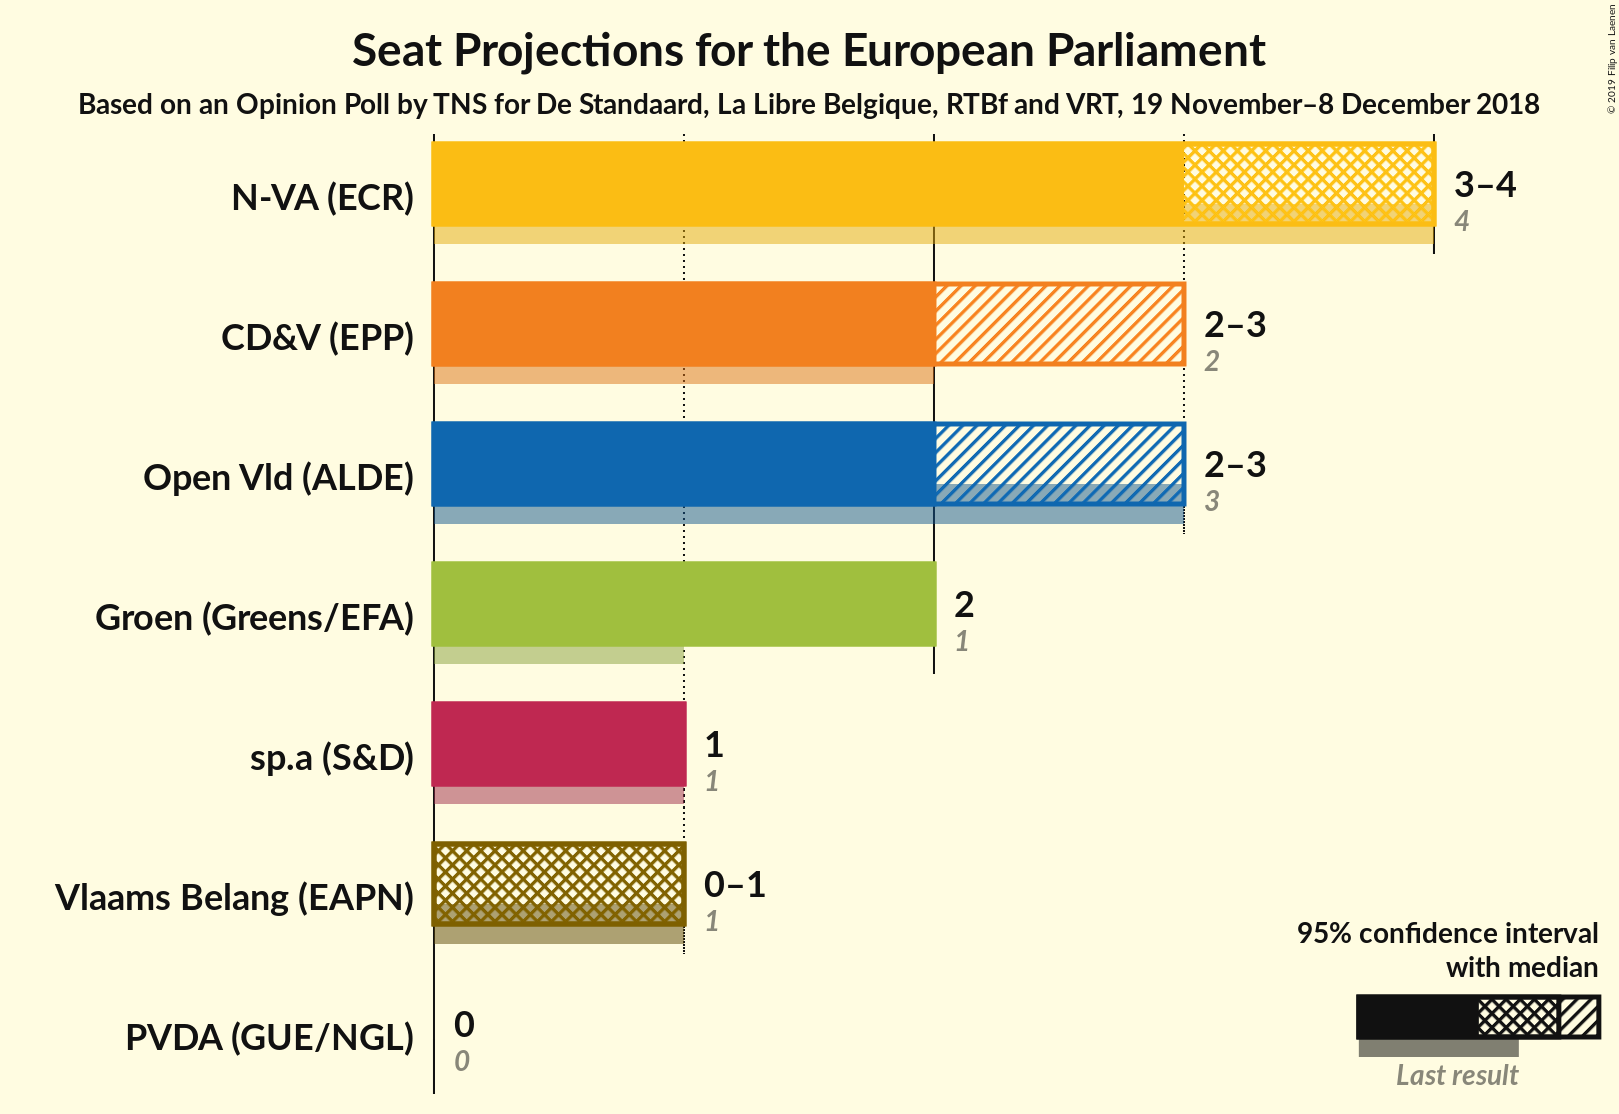 Seat Projections for the European Parliament
Based on an Opinion Poll by TNS for De Standaard, La Libre Belgique, RTBf and VRT, 19 November–8 December 2018
© 2019 Filip van Laenen
N-VA (ECR)
3–4
4
CD&V (EPP)
2–3
2
Open Vld (ALDE)
2–3
3
Groen (Greens/EFA)
2
1
sp.a (S&D)
1
1
Vlaams Belang (EAPN)
0–1
1
PVDA (GUE/NGL)
0
0
95% confidence interval
with median
Last result